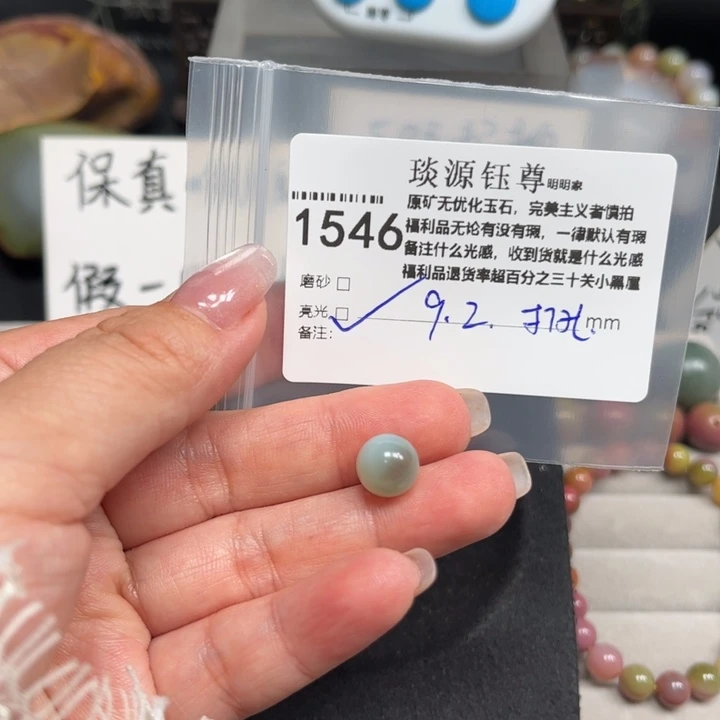 保真
假一
琰源钰尊明明家
原矿无优化玉石，完美主义者慎拍
1546
福利品无论有没有瑕，一律默认有瑕
备注什么光感，收到货就是什么光感
福利品退货率超百分之三十关小黑屋
磨砂 □
亮光 □ ✓
9.2. 打孔. mm
备注: